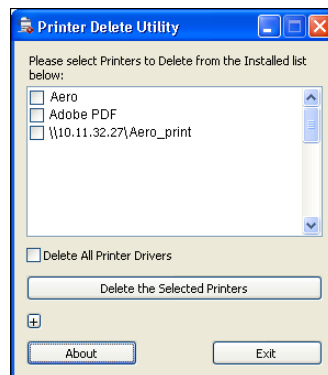 Printer Delete Utility
Please select Printers to Delete from the Installed list
below:
Aero
Adobe PDF
\\10.11.32.27\Aero_print
Delete All Printer Drivers
Delete the Selected Printers
About
Exit